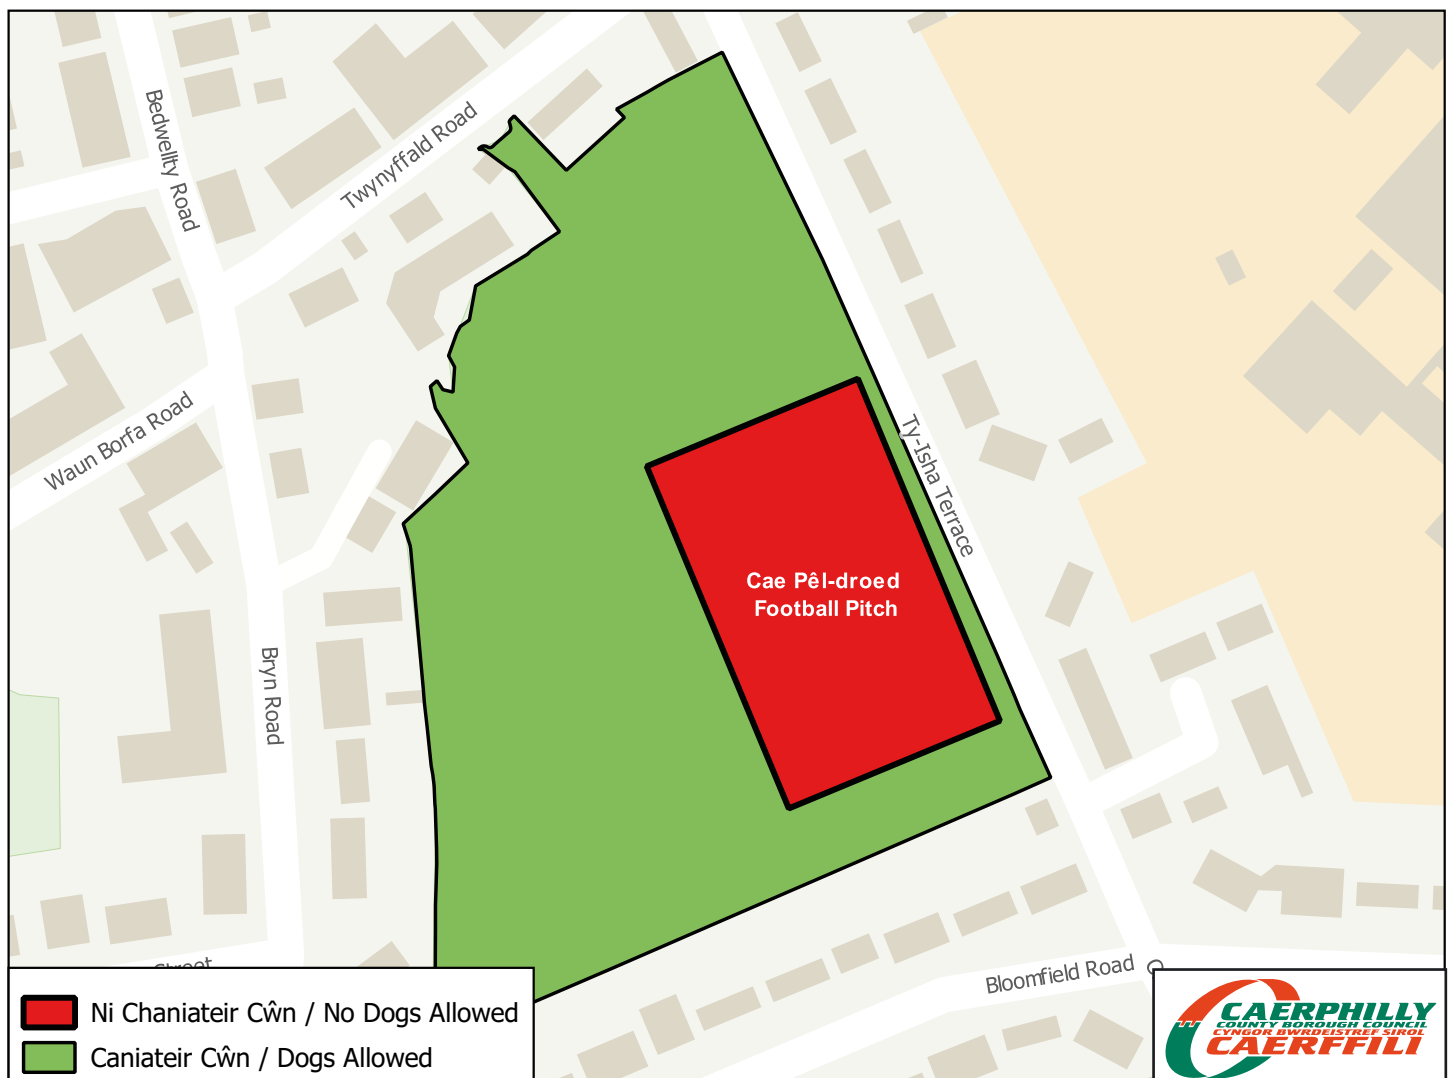 Bedwellty Road
Twynyffald Road
Waun Borfa Road
Ty-Isha Terrace
Cae Pêl-droed
Football Pitch
Bryn Road
Street
Bloomfield Road
Ni Chaniateir Cŵn / No Dogs Allowed
Caniateir Cŵn / Dogs Allowed
CAERPHILLY
COUNTY BOROUGH COUNCIL
CYNGOR BWRDEISTREF SIROL
CAERFFILI